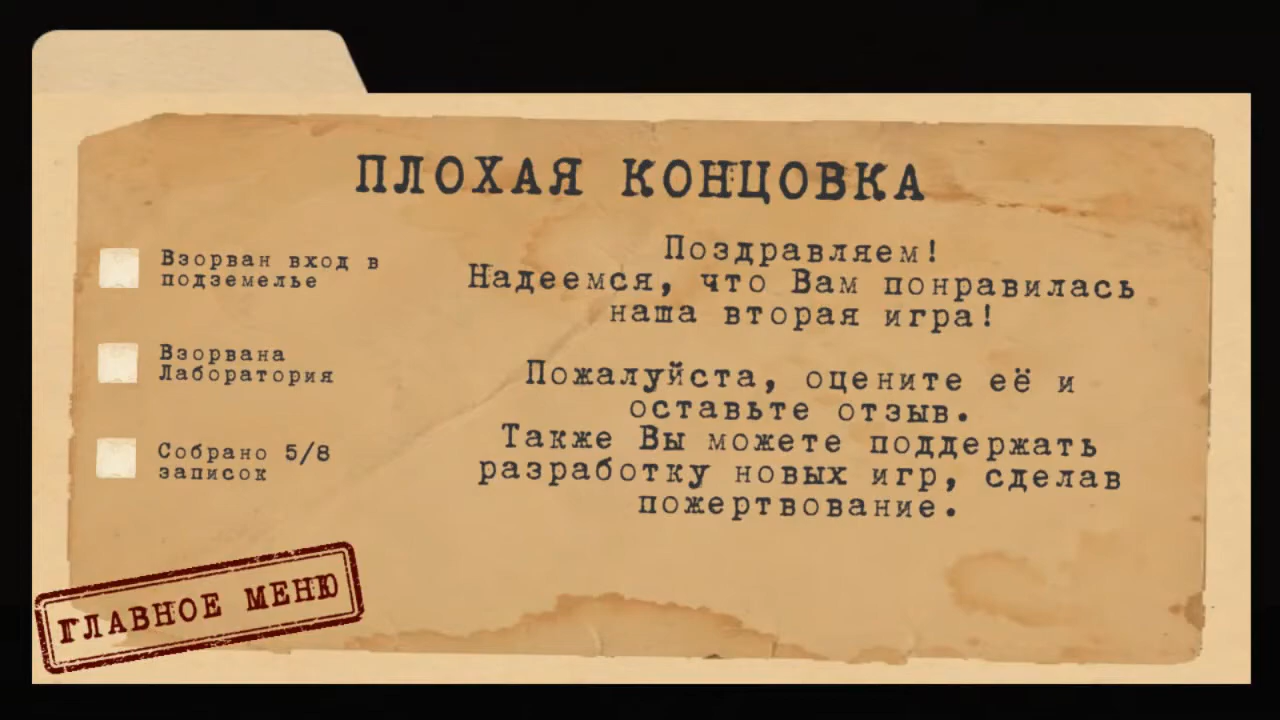 ПЛОХАЯ КОНЦОВКА
Взорван вход в
подземелье
Взорвана
Лаборатория
Собрано 5/8
записок
Поздравляем!
Надеемся, что Вам понравилась
наша вторая игра!
Пожалуйста, оцените её и
оставьте отзыв.
Также Вы можете поддержать
разработку новых игр, сделав
пожертвование.
ГЛАВНОЕ МЕНЮ